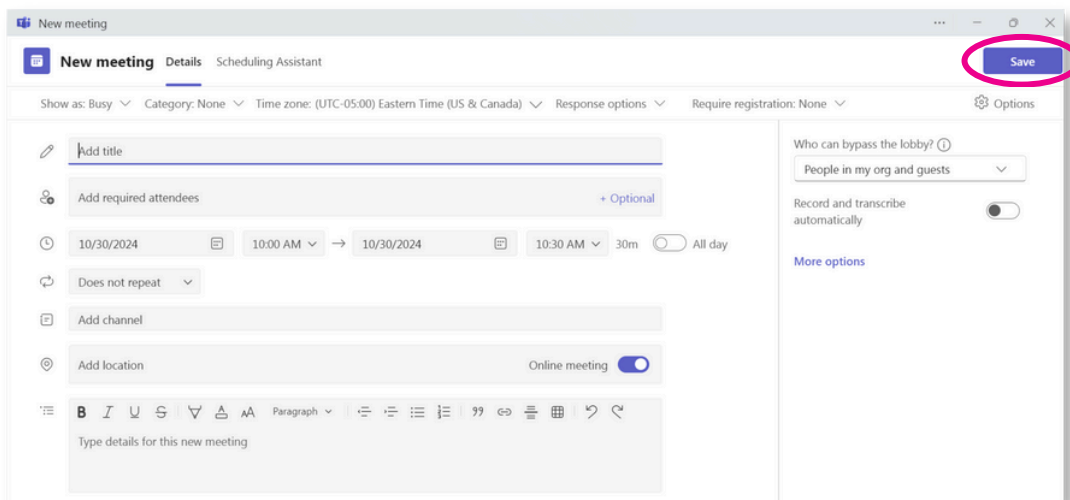 New meeting
New meeting Details Scheduling Assistant Save
Show as: Busy Category: None Time zone: (UTC-05:00) Eastern Time (US & Canada) Response options Require registration: None Options
Add title
Add required attendees + Optional
10/30/2024 10:00 AM → 10/30/2024 10:30 AM 30m All day
Does not repeat
Add channel
Add location Online meeting
B I U S A AA Paragraph
Type details for this new meeting
Who can bypass the lobby?
People in my org and guests
Record and transcribe
automatically
More options